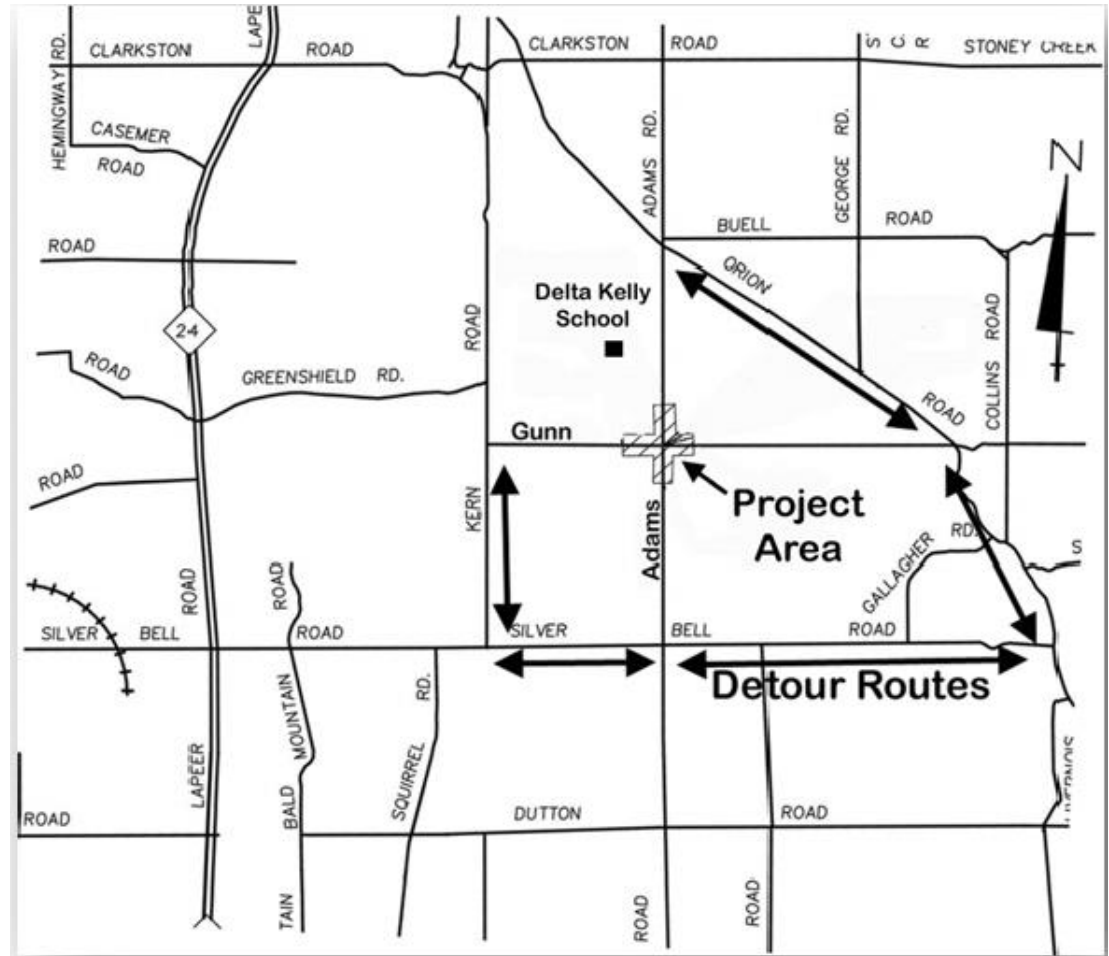 HEMINGWAY RD.
CLARKSTON ROAD
LAPE
CLARKSTON ROAD
S C R
STONEY CREEK
CASEMER
ROAD
ADAMS RD.
GEORGE RD.
N
ROAD
BUELL ROAD
ORION
ROAD
Delta Kelly
School
24
ROAD
ROAD
COLLINS ROAD
GREENSHIELD RD.
Gunn
ROAD
KERN
Project
Area
Adams
GALLAGHER RD.
S
ROAD
ROAD
SILVER BELL ROAD
SILVER BELL ROAD
Detour Routes
MOUNTAIN
BALD
SQUIRREL RD.
LAPEER
ROAD
DUTTON ROAD
TAIN
ROAD
ROAD